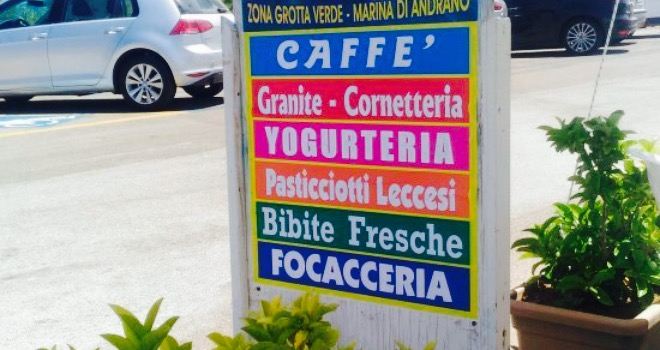 ZONA GROTTA VERDE - MARINA DI ANDRANO
CAFFE'
Granite - Cornetteria
YOGURTERIA
Pasticciotti Leccesi
Bibite Fresche
FOCACCERIA